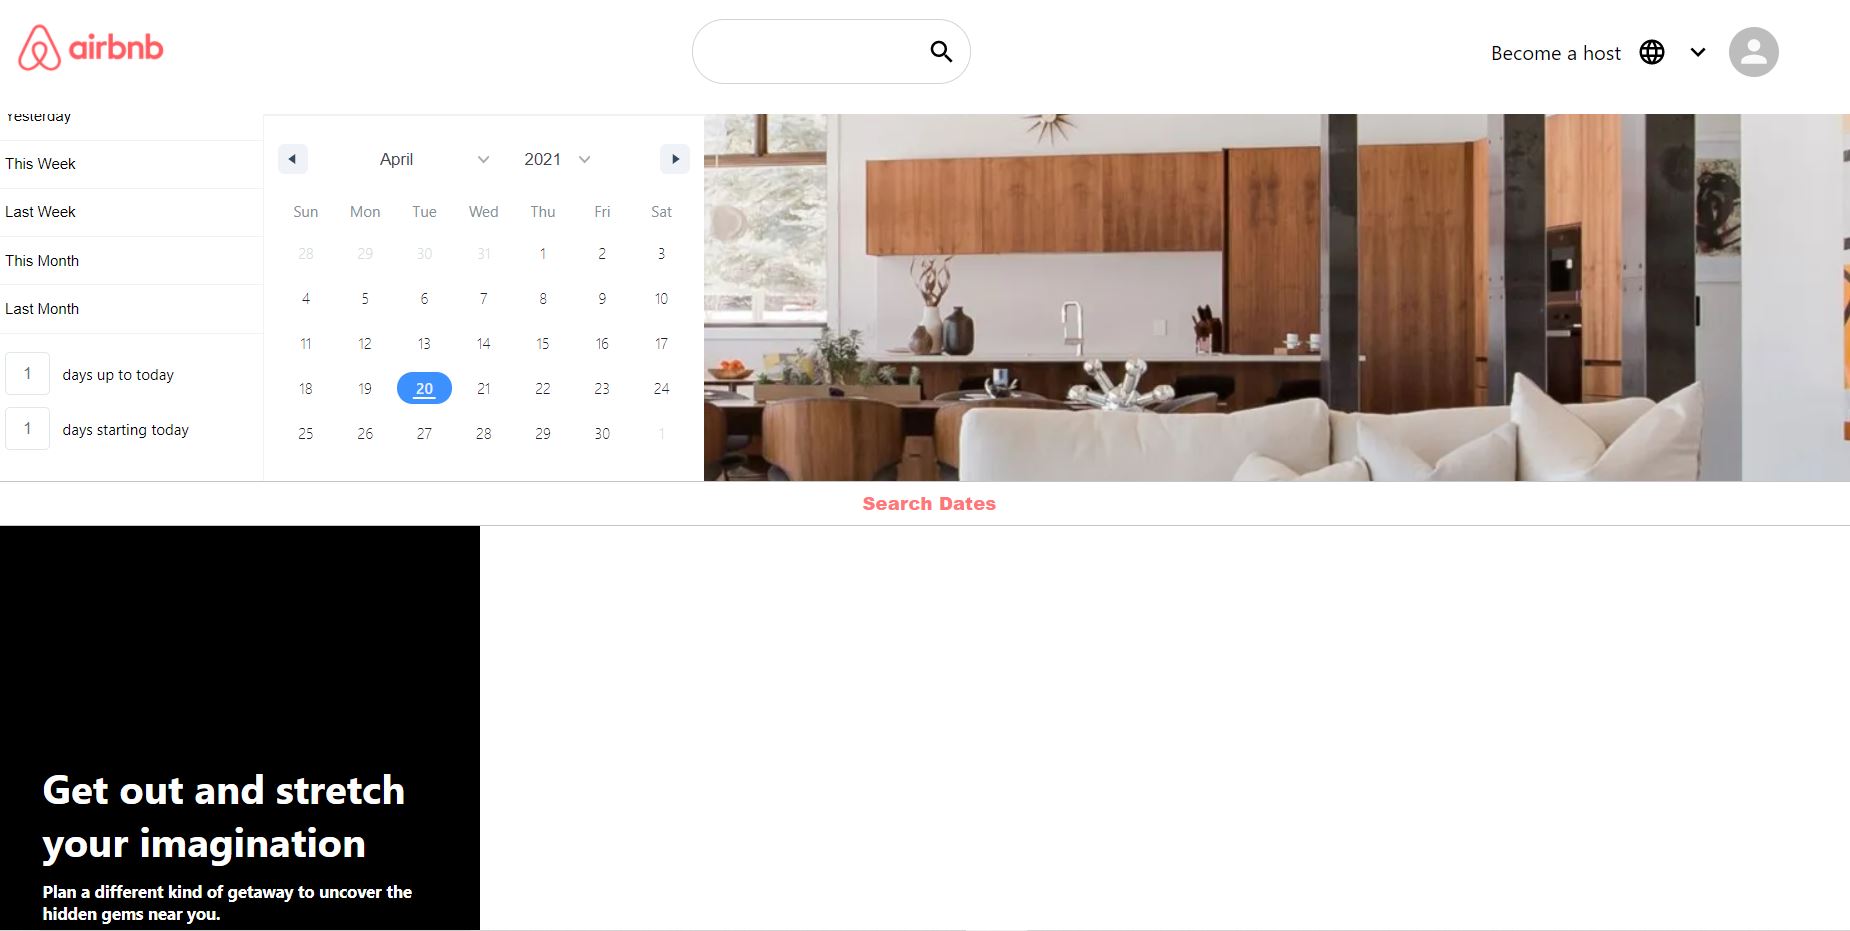 airbnb
Become a host
Yesterday
This Week
Last Week
This Month
Last Month
1 days up to today
1 days starting today
April 2021
Sun Mon Tue Wed Thu Fri Sat
28 29 30 31 1 2 3
4 5 6 7 8 9 10
11 12 13 14 15 16 17
18 19 20 21 22 23 24
25 26 27 28 29 30 1
Search Dates
Get out and stretch
your imagination
Plan a different kind of getaway to uncover the
hidden gems near you.